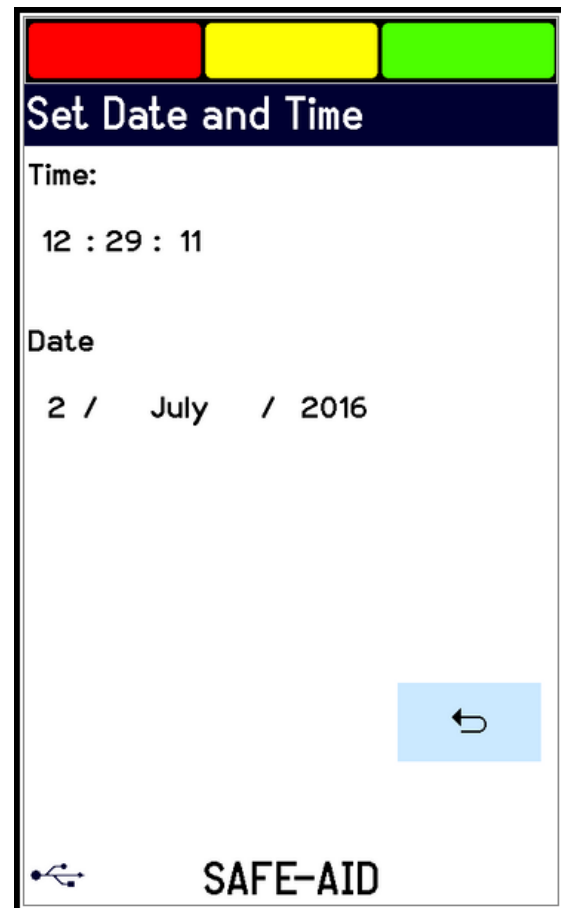 Set Date and Time
Time:
12 : 29 : 11
Date
2 / July / 2016
SAFE-AID